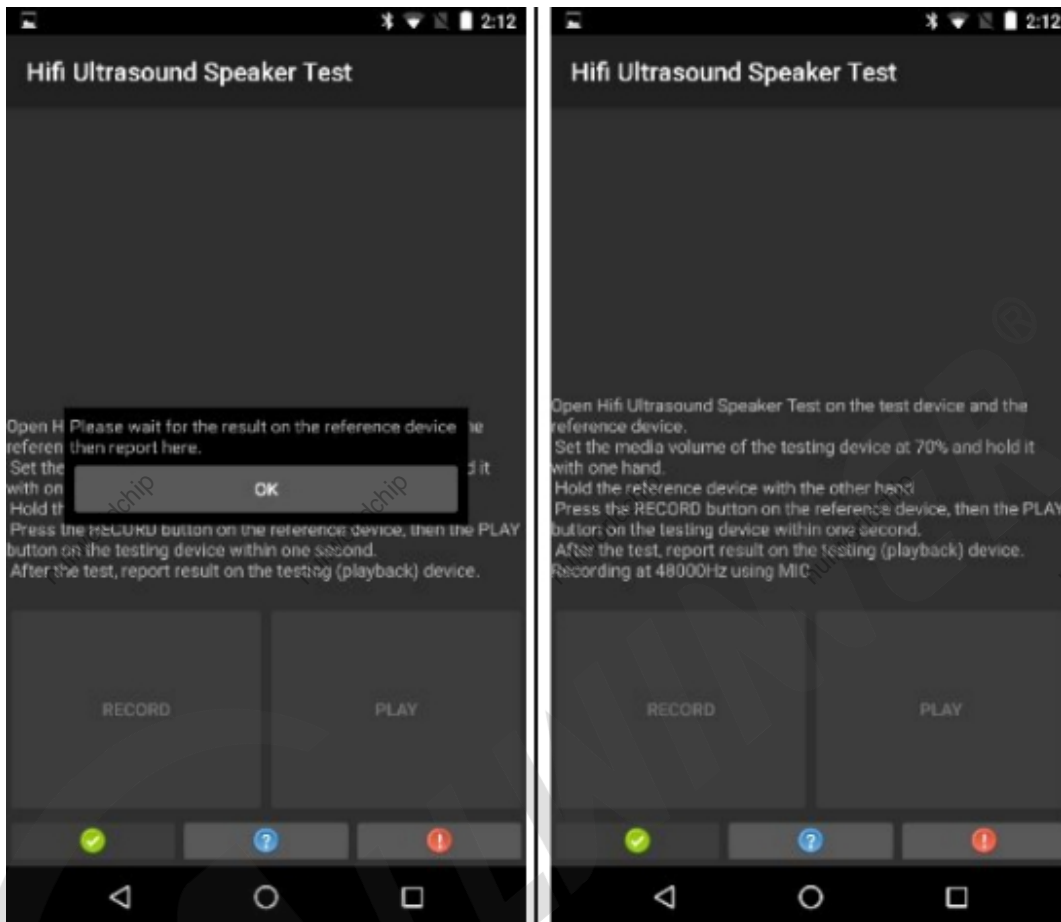 2:12
Hifi Ultrasound Speaker Test
Open H
Please wait for the result on the reference device
he
referen
then report here.
Set the
d it
with on
OK
Hold th
Press the RECORD button on the reference device, then the PLAY
button on the testing device within one second.
After the test, report result on the testing (playback) device.
RECORD
PLAY
2:12
Hifi Ultrasound Speaker Test
Open Hifi Ultrasound Speaker Test on the test device and the
reference device.
Set the media volume of the testing device at 70% and hold it
with one hand.
Hold the reference device with the other hand
Press the RECORD button on the reference device, then the PLAY
button on the testing device within one second.
After the test, report result on the testing (playback) device.
Recording at 48000Hz using MIC
RECORD
PLAY